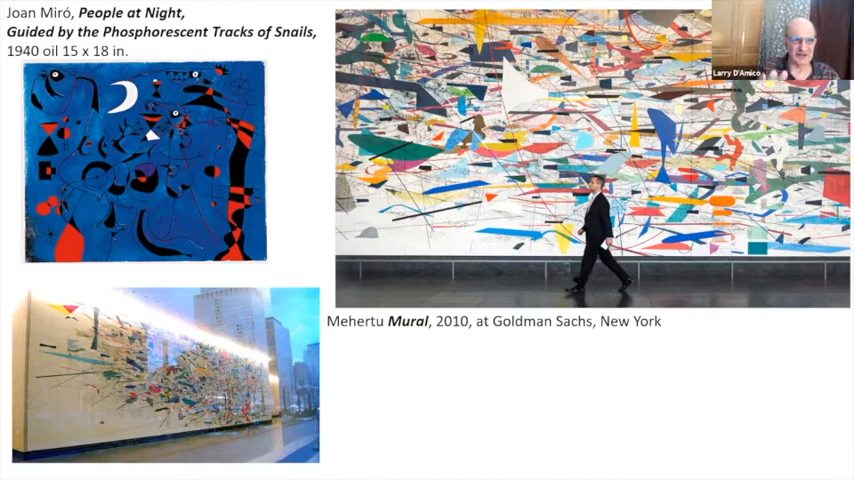 Joan Miró, People at Night,
Guided by the Phosphorescent Tracks of Snails,
1940 oil 15 x 18 in.
Larry D'Amico
Mehertu Mural, 2010, at Goldman Sachs, New York